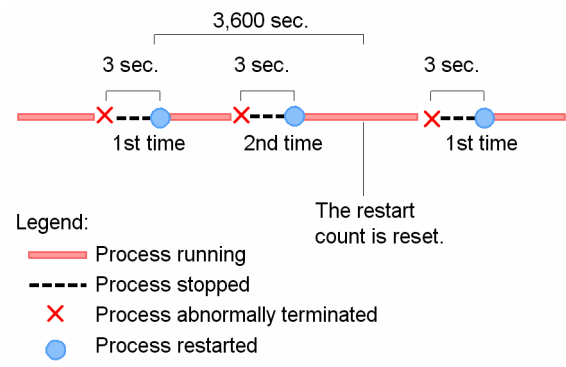 3,600 sec.
3 sec.
3 sec.
3 sec.
1st time
2nd time
1st time
The restart
count is reset.
Legend:
Process running
Process stopped
Process abnormally terminated
Process restarted